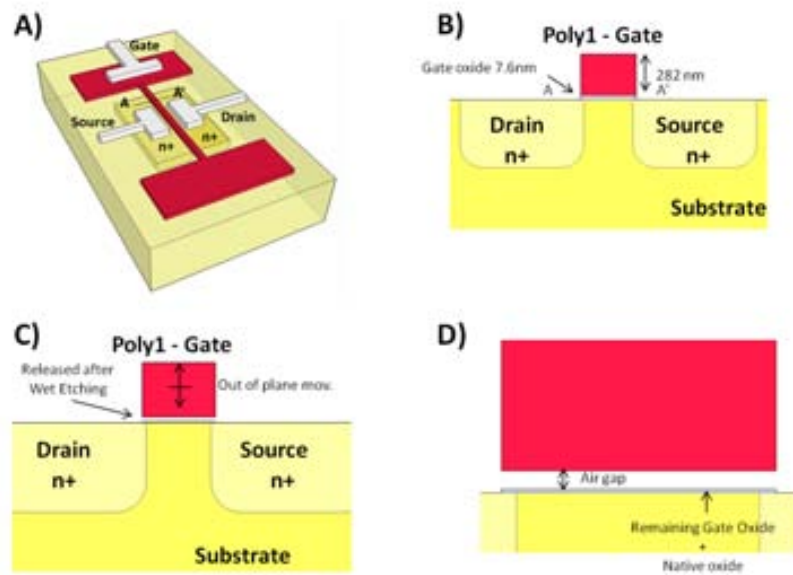 A)
Gate
A A'
Source
Drain
n+ n+
B)
Poly1 - Gate
Gate oxide 7.6nm
282 nm
A
A'
Drain
n+
Source
n+
Substrate
C)
Poly1 - Gate
Released after
Wet Etching
Out of plane mov.
Drain
n+
Source
n+
Substrate
D)
Air gap
Remaining Gate Oxide
+
Native oxide